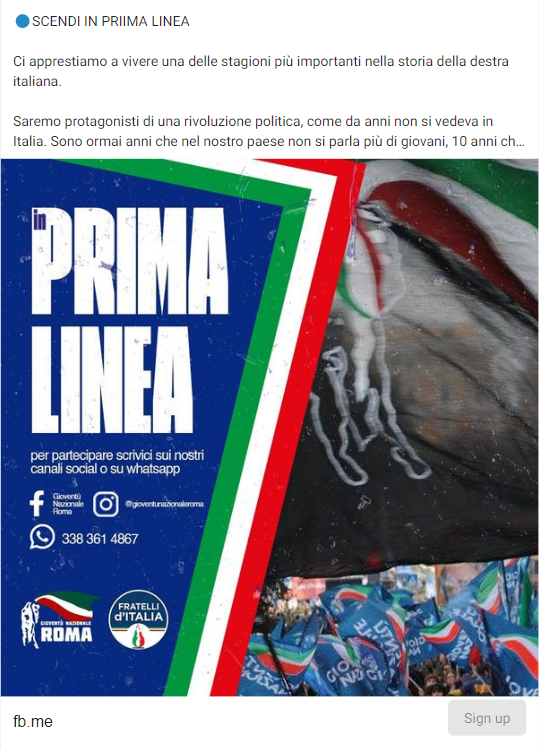 SCENDI IN PRIIMA LINEA
Ci apprestiamo a vivere una delle stagioni più importanti nella storia della destra
italiana.
Saremo protagonisti di una rivoluzione politica, come da anni non si vedeva in
Italia. Sono ormai anni che nel nostro paese non si parla più di giovani, 10 anni ch...
in
PRIMA
LINEA
per partecipare scrivici sui nostri
canali social o su whatsapp
Gioventù
Nazionale
Roma
@gioventunazionaleroma
338 361 4867
GIOVENTÙ NAZIONALE
ROMA
FRATELLI
d'ITALIA
fb.me
Sign up